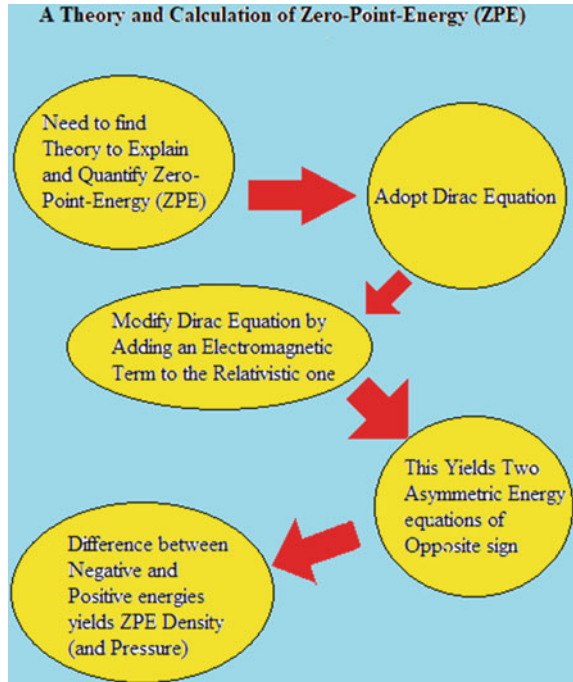 A Theory and Calculation of Zero-Point-Energy (ZPE)
Need to find
Theory to Explain
and Quantify Zero-
Point-Energy (ZPE)
Adopt Dirac Equation
Modify Dirac Equation by
Adding an Electromagnetic
Term to the Relativistic one
This Yields Two
Asymmetric Energy
equations of
Opposite sign
Difference between
Negative and
Positive energies
yields ZPE Density
(and Pressure)